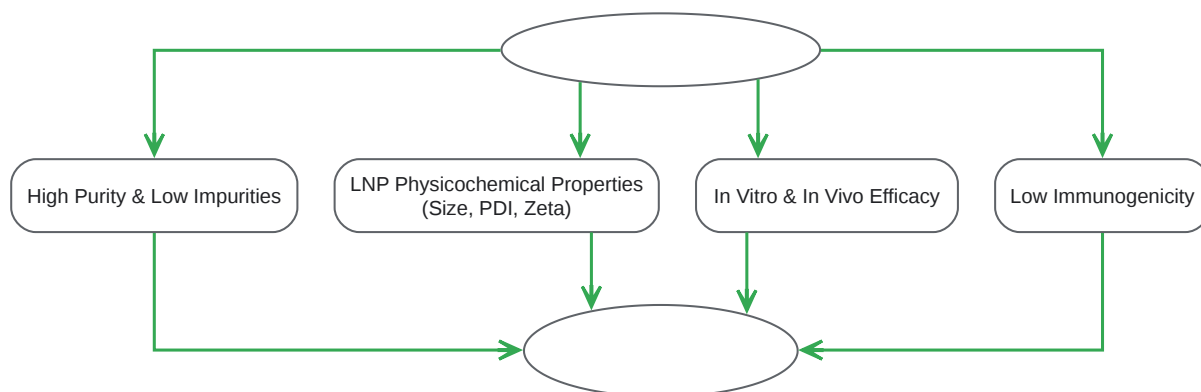 High Purity & Low Impurities
LNP Physicochemical Properties
(Size, PDI, Zeta)
In Vitro & In Vivo Efficacy
Low Immunogenicity